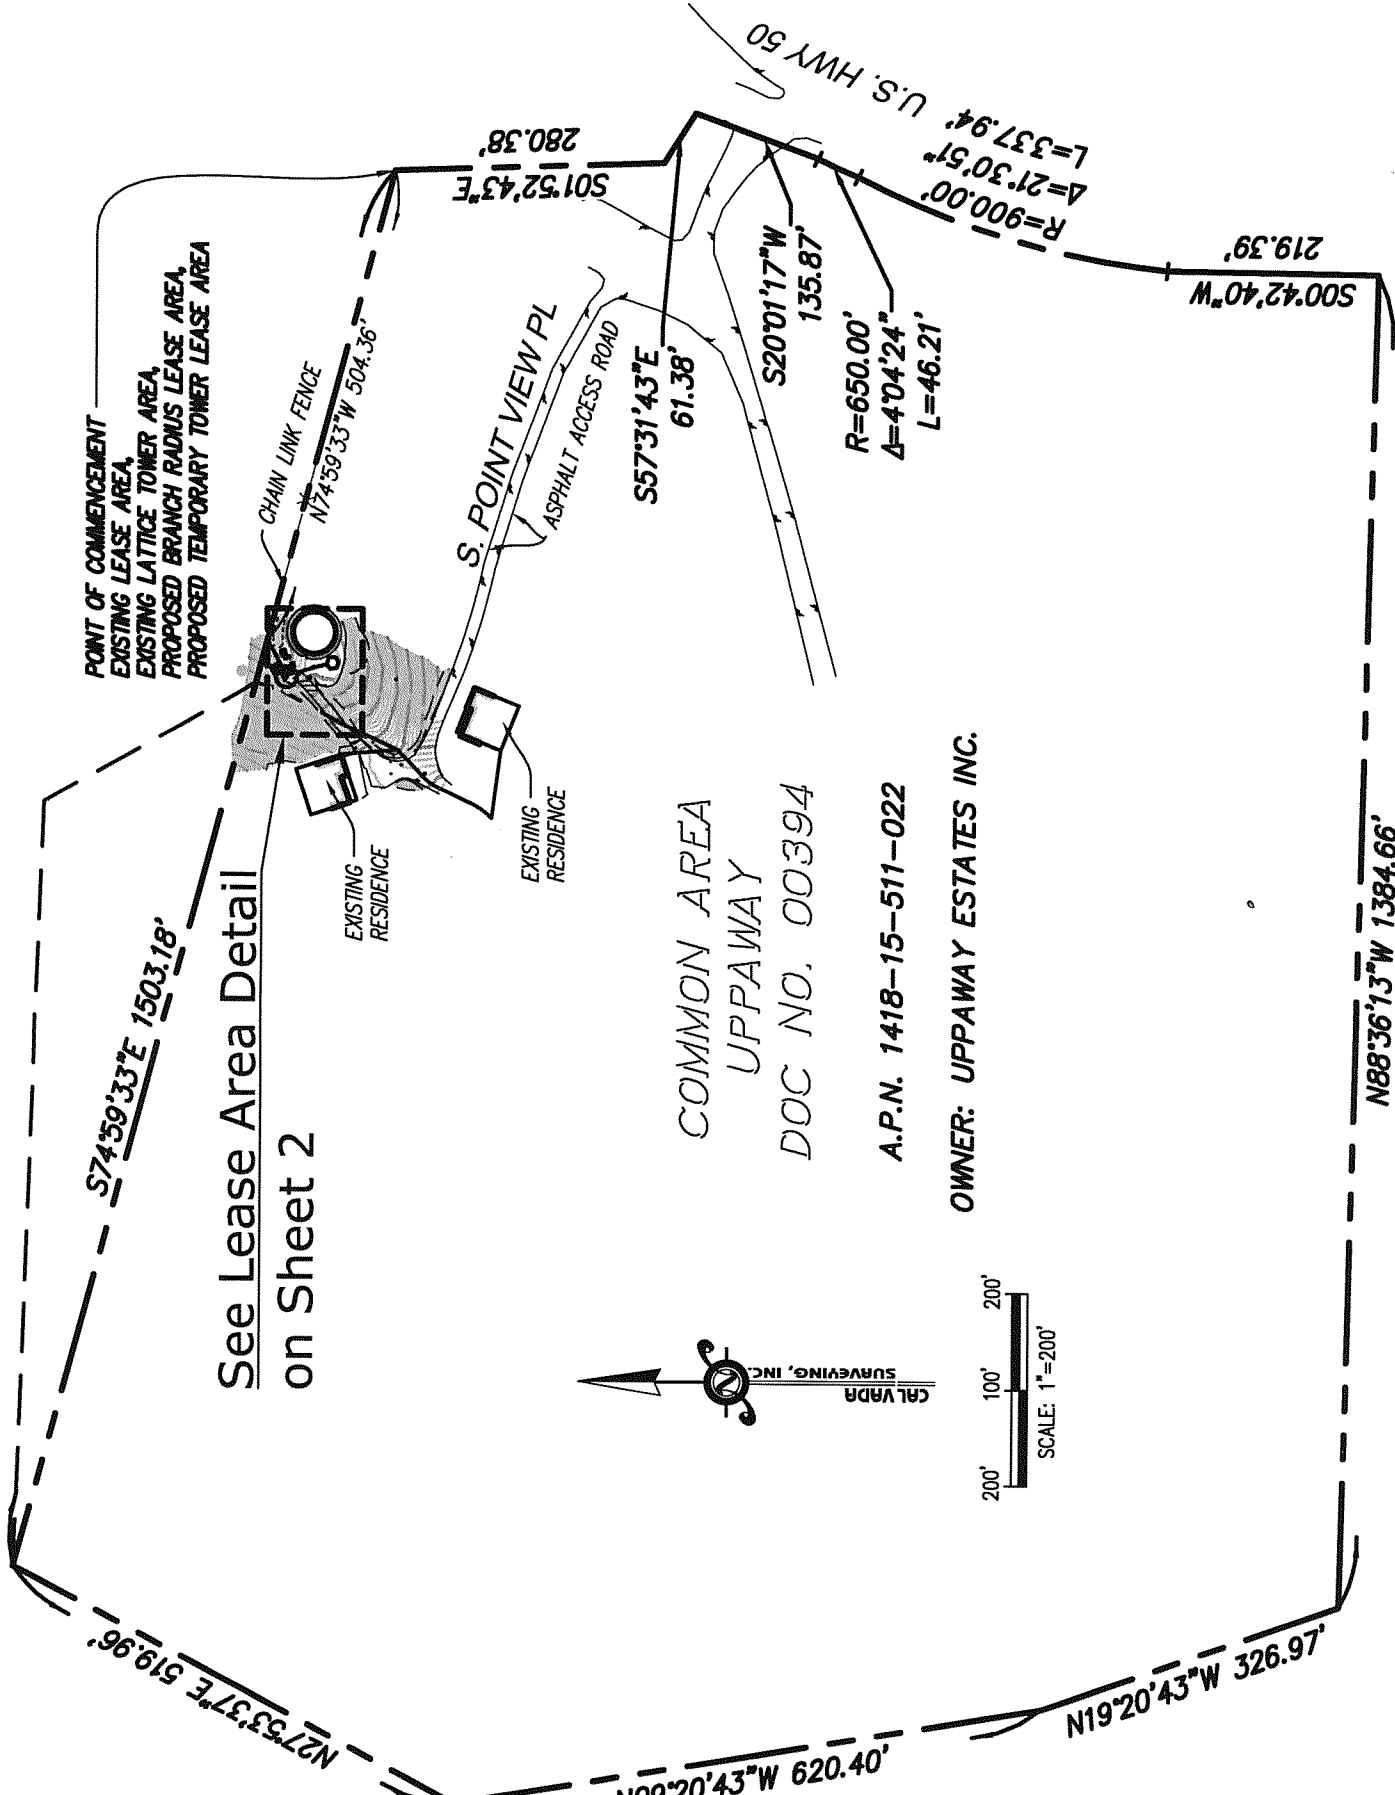 POINT OF COMMENCEMENT
EXISTING LEASE AREA,
EXISTING LATTICE TOWER AREA,
PROPOSED BRANCH RADIUS LEASE AREA,
PROPOSED TEMPORARY TOWER LEASE AREA
CHAIN LINK FENCE
N74°59'33"W 504.36'
S01°52'43"E
280.38'
U.S. HWY 50
S. POINT VIEW PL
ASPHALT ACCESS ROAD
S57°31'43"E
61.38'
S20°01'17"W
135.87'
R=650.00'
Δ=4°04'24"
L=46.21'
R=900.00'
Δ=21°30'51"
L=337.94'
S00°42'40"W
219.39'
S74°59'33"E 1503.18'
See Lease Area Detail
on Sheet 2
EXISTING
RESIDENCE
EXISTING
RESIDENCE
COMMON AREA
UPPAWAY
DOC NO. 00394
A.P.N. 1418-15-511-022
OWNER: UPPAWAY ESTATES INC.
N88°36'13"W 1384.66'
N
CALVADA
SURVEYING, INC.
200'
100'
200'
SCALE: 1"=200'
N27°53'37"E 519.96'
N09°20'43"W 620.40'
N19°20'43"W 326.97'